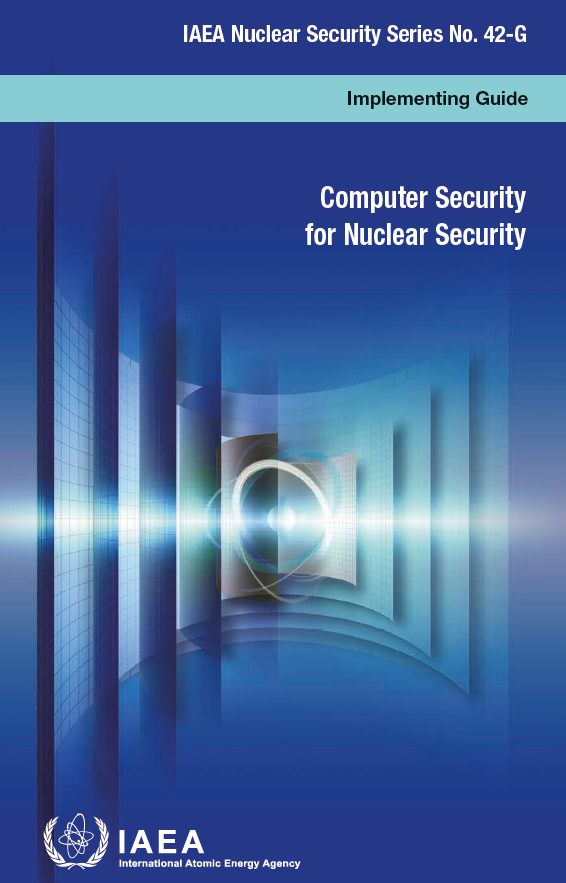 IAEA Nuclear Security Series No. 42-G
Implementing Guide
Computer Security
for Nuclear Security
IAEA
International Atomic Energy Agency